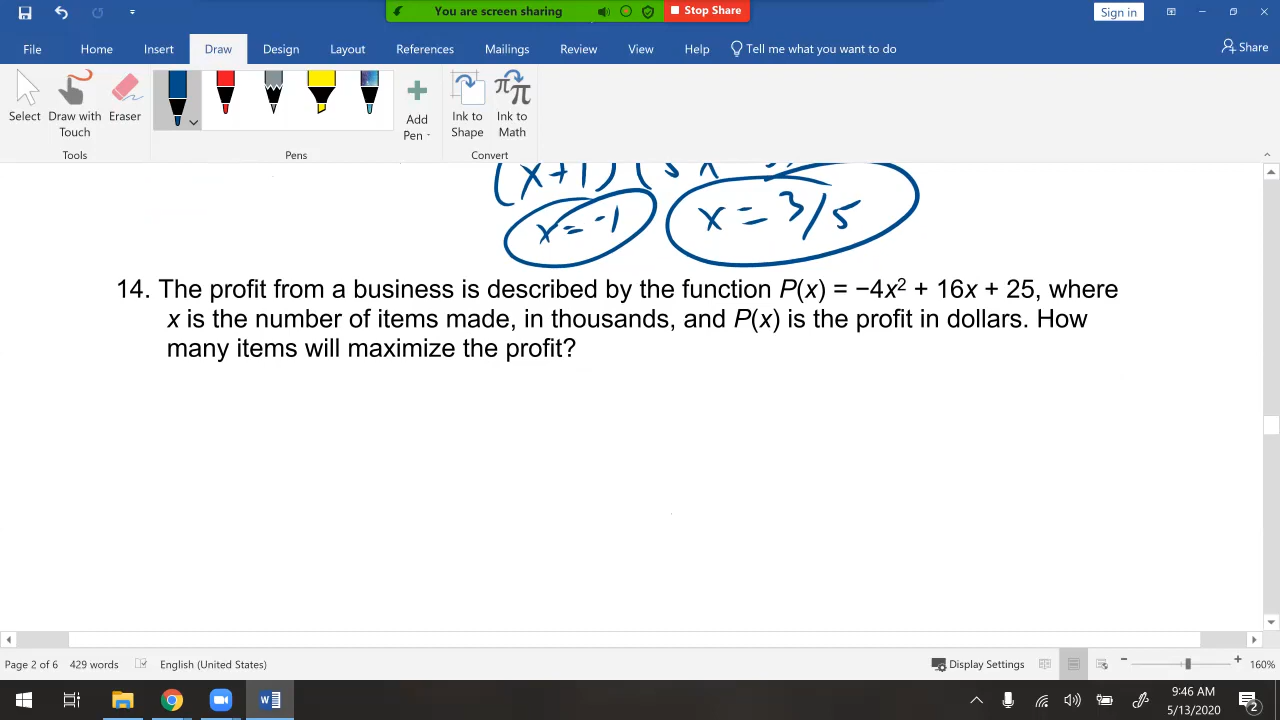 You are screen sharing Stop Share
Sign in
File Home Insert Draw Design Layout References Mailings Review View Help Tell me what you want to do Share
Select Draw with Touch Eraser Add Pen Ink to Shape Ink to Math
Tools Pens Convert
(x+1)
x = -1 x = 3/5
14. The profit from a business is described by the function P(x) = −4x² + 16x + 25, where
x is the number of items made, in thousands, and P(x) is the profit in dollars. How
many items will maximize the profit?
Page 2 of 6 429 words English (United States) Display Settings 160%
9:46 AM
5/13/2020
2